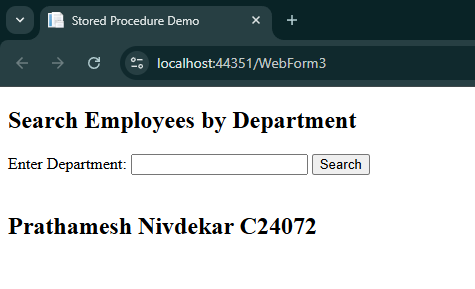 Stored Procedure Demo
localhost:44351/WebForm3
Search Employees by Department
Enter Department: Search
Prathamesh Nivdekar C24072